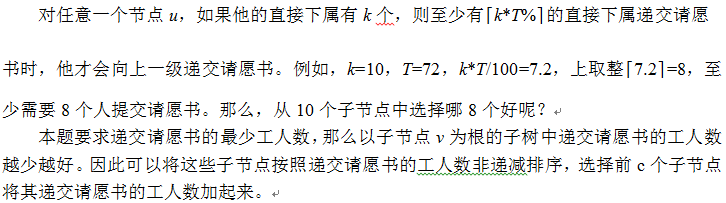 对任意一个节点 u，如果他的直接下属有 k 个，则至少有⌈k*T%⌉的直接下属递交请愿
书时，他才会向上一级递交请愿书。例如，k=10，T=72，k*T/100=7.2，上取整⌈7.2⌉=8，至
少需要 8 个人提交请愿书。那么，从 10 个子节点中选择哪 8 个好呢？
本题要求递交请愿书的最少工人数，那么以子节点 v 为根的子树中递交请愿书的工人数
越少越好。因此可以将这些子节点按照递交请愿书的工人数非递减排序，选择前 c 个子节点
将其递交请愿书的工人数加起来。